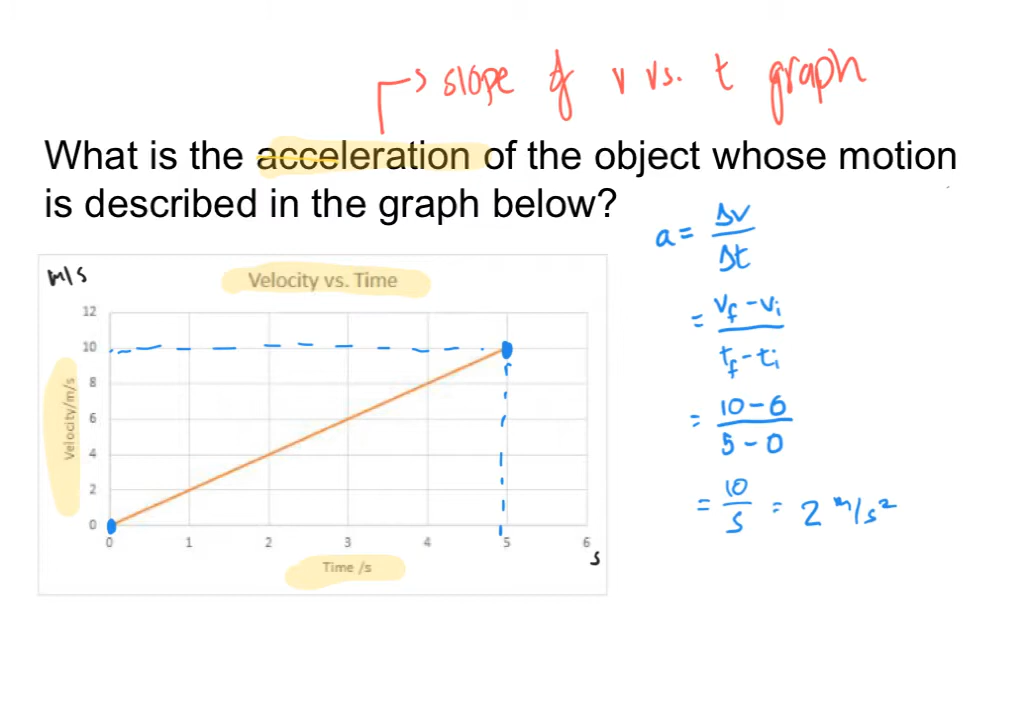 slope of v vs. t graph
What is the acceleration of the object whose motion
is described in the graph below?
a = Δv
Δt
= vf - vi
tf - ti
= 10 - 0
5 - 0
= 10
5
= 2 m/s²
m/s
Velocity vs. Time
12
10
8
6
4
2
0
Velocity/m/s
0 1 2 3 4 5 6
s
Time /s